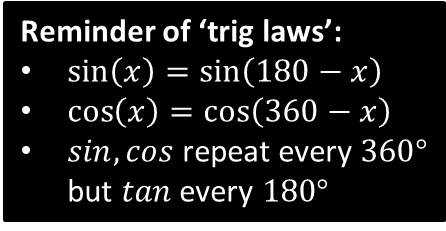 Reminder of ‘trig laws’:
• sin(x) = sin(180 − x)
• cos(x) = cos(360 − x)
• sin, cos repeat every 360°
but tan every 180°